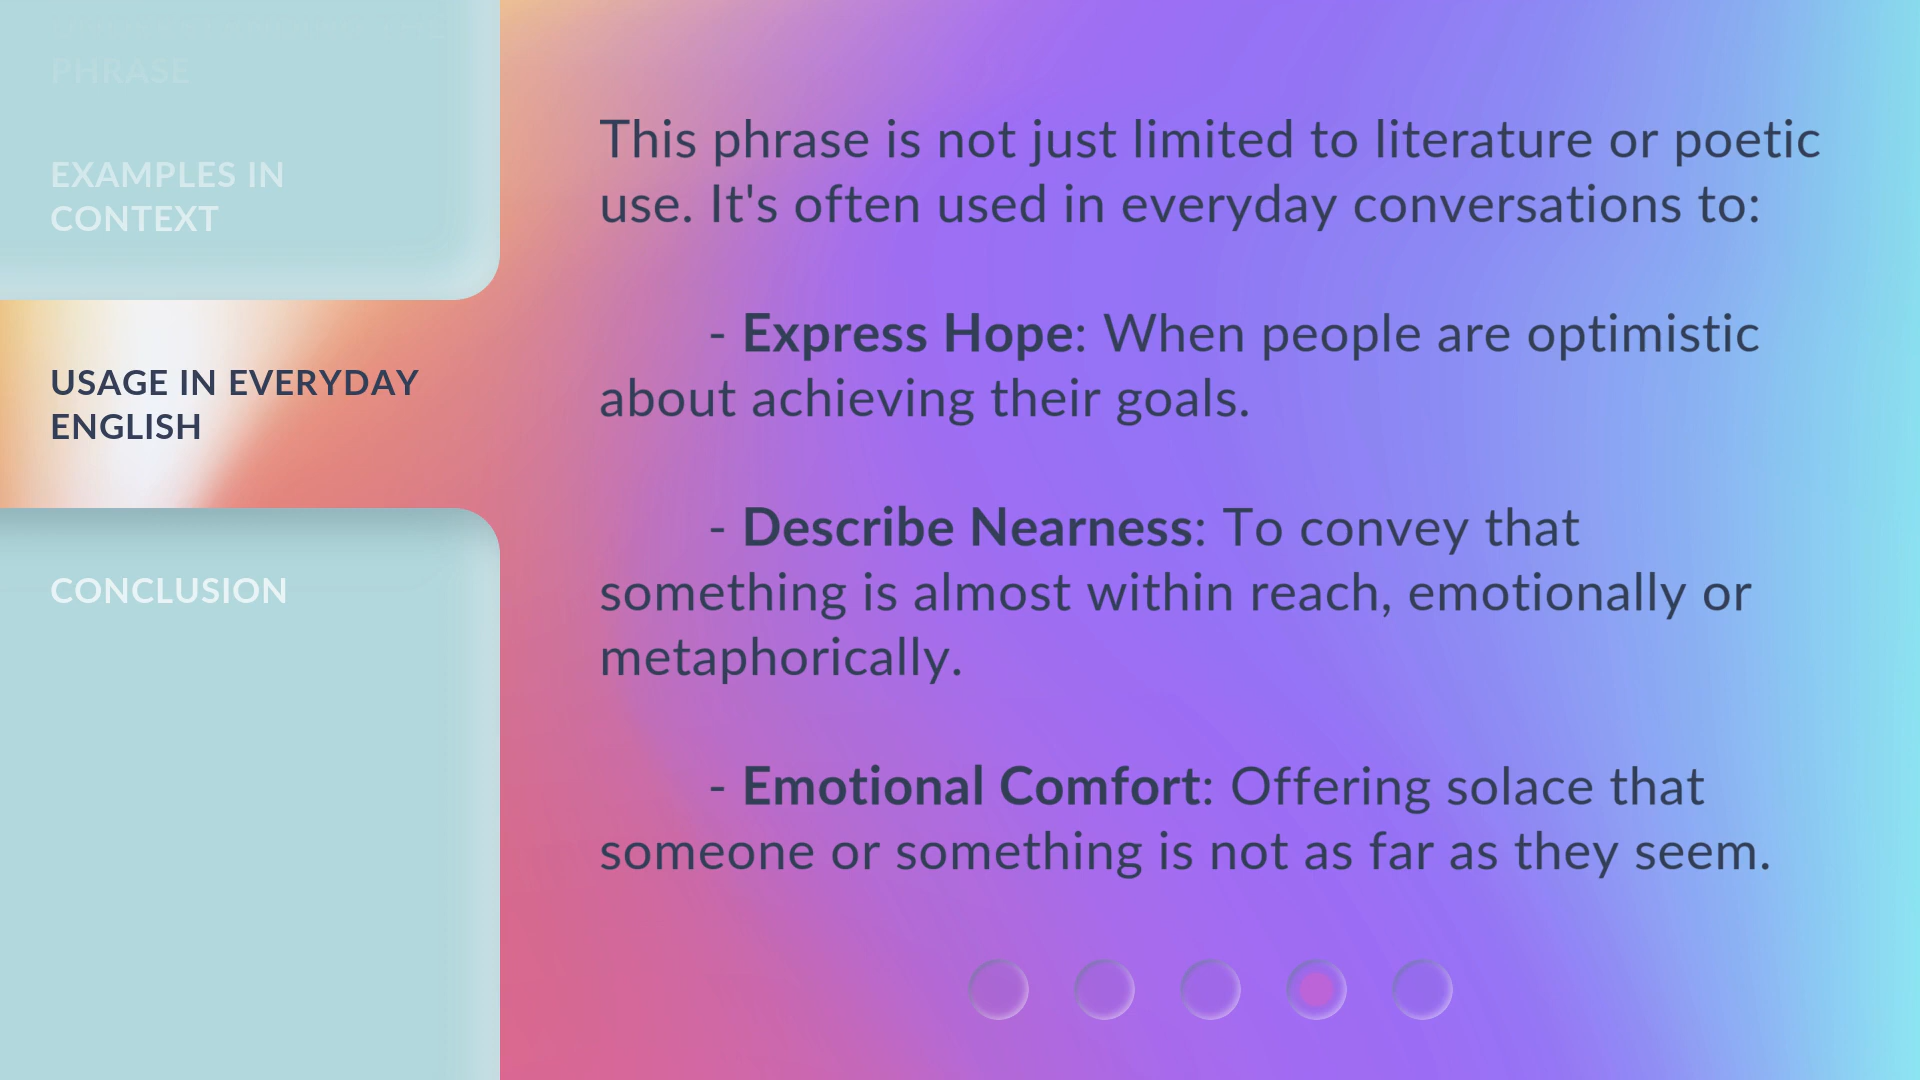 PHRASE
EXAMPLES IN
CONTEXT
USAGE IN EVERYDAY
ENGLISH
CONCLUSION
This phrase is not just limited to literature or poetic
use. It's often used in everyday conversations to:
- Express Hope: When people are optimistic
about achieving their goals.
- Describe Nearness: To convey that
something is almost within reach, emotionally or
metaphorically.
- Emotional Comfort: Offering solace that
someone or something is not as far as they seem.